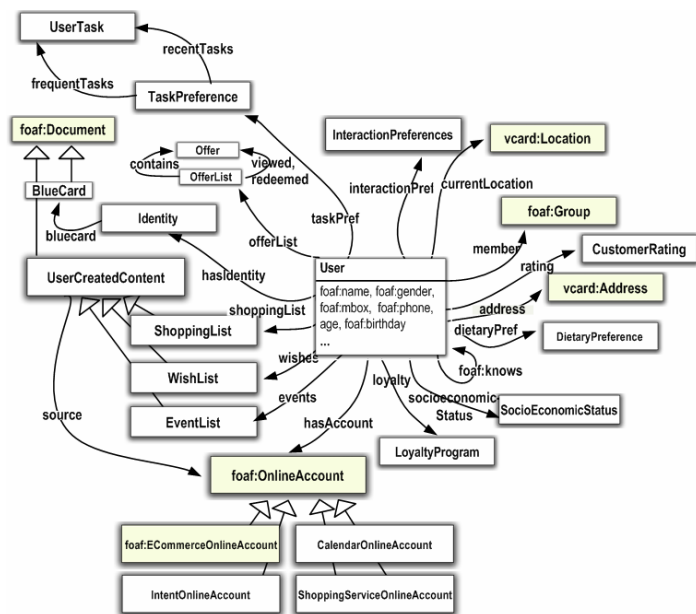 UserTask
recentTasks
frequentTasks
TaskPreference
foaf:Document
Offer
contains
viewed,
redeemed
OfferList
InteractionPreferences
vcard:Location
BlueCard
interactionPref
currentLocation
bluecard
Identity
taskPref
foaf:Group
offerList
member
CustomerRating
hasIdentity
User
rating
UserCreatedContent
foaf:name, foaf:gender,
foaf:mbox, foaf:phone,
age, foaf:birthday
...
vcard:Address
shoppingList
address
ShoppingList
dietaryPref
DietaryPreference
wishes
foaf:knows
WishList
loyalty
socioeconomic-
Status
events
source
EventList
hasAccount
SocioEconomicStatus
LoyaltyProgram
foaf:OnlineAccount
foaf:ECommerceOnlineAccount
CalendarOnlineAccount
IntentOnlineAccount
ShoppingServiceOnlineAccount